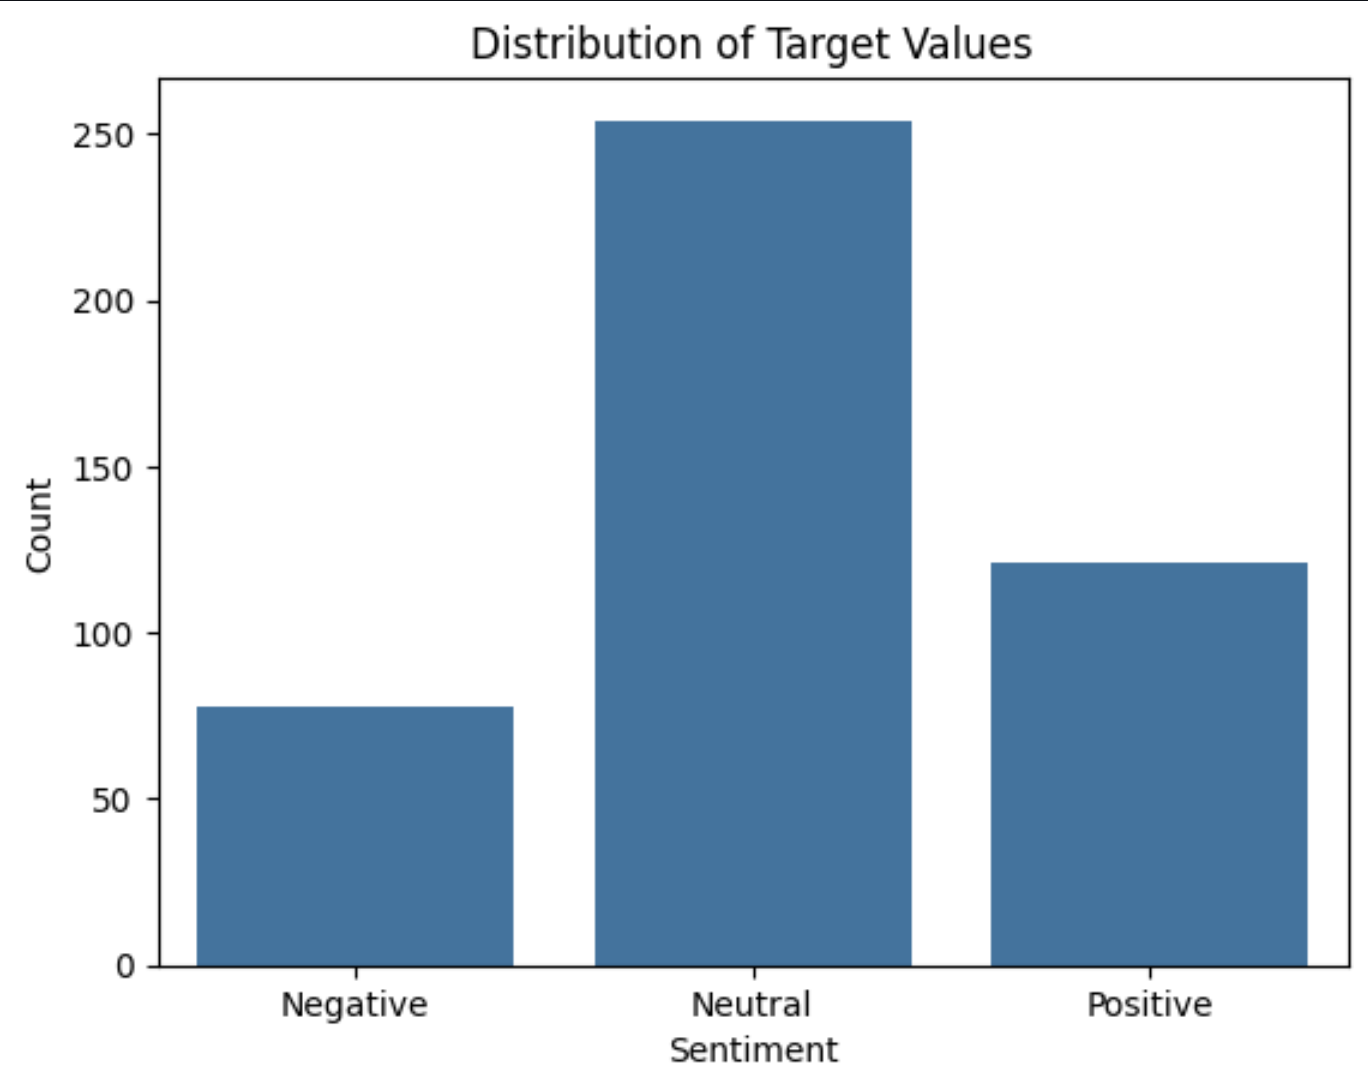 Distribution of Target Values
250
200
150
100
50
0
Count
Negative Neutral Positive
Sentiment